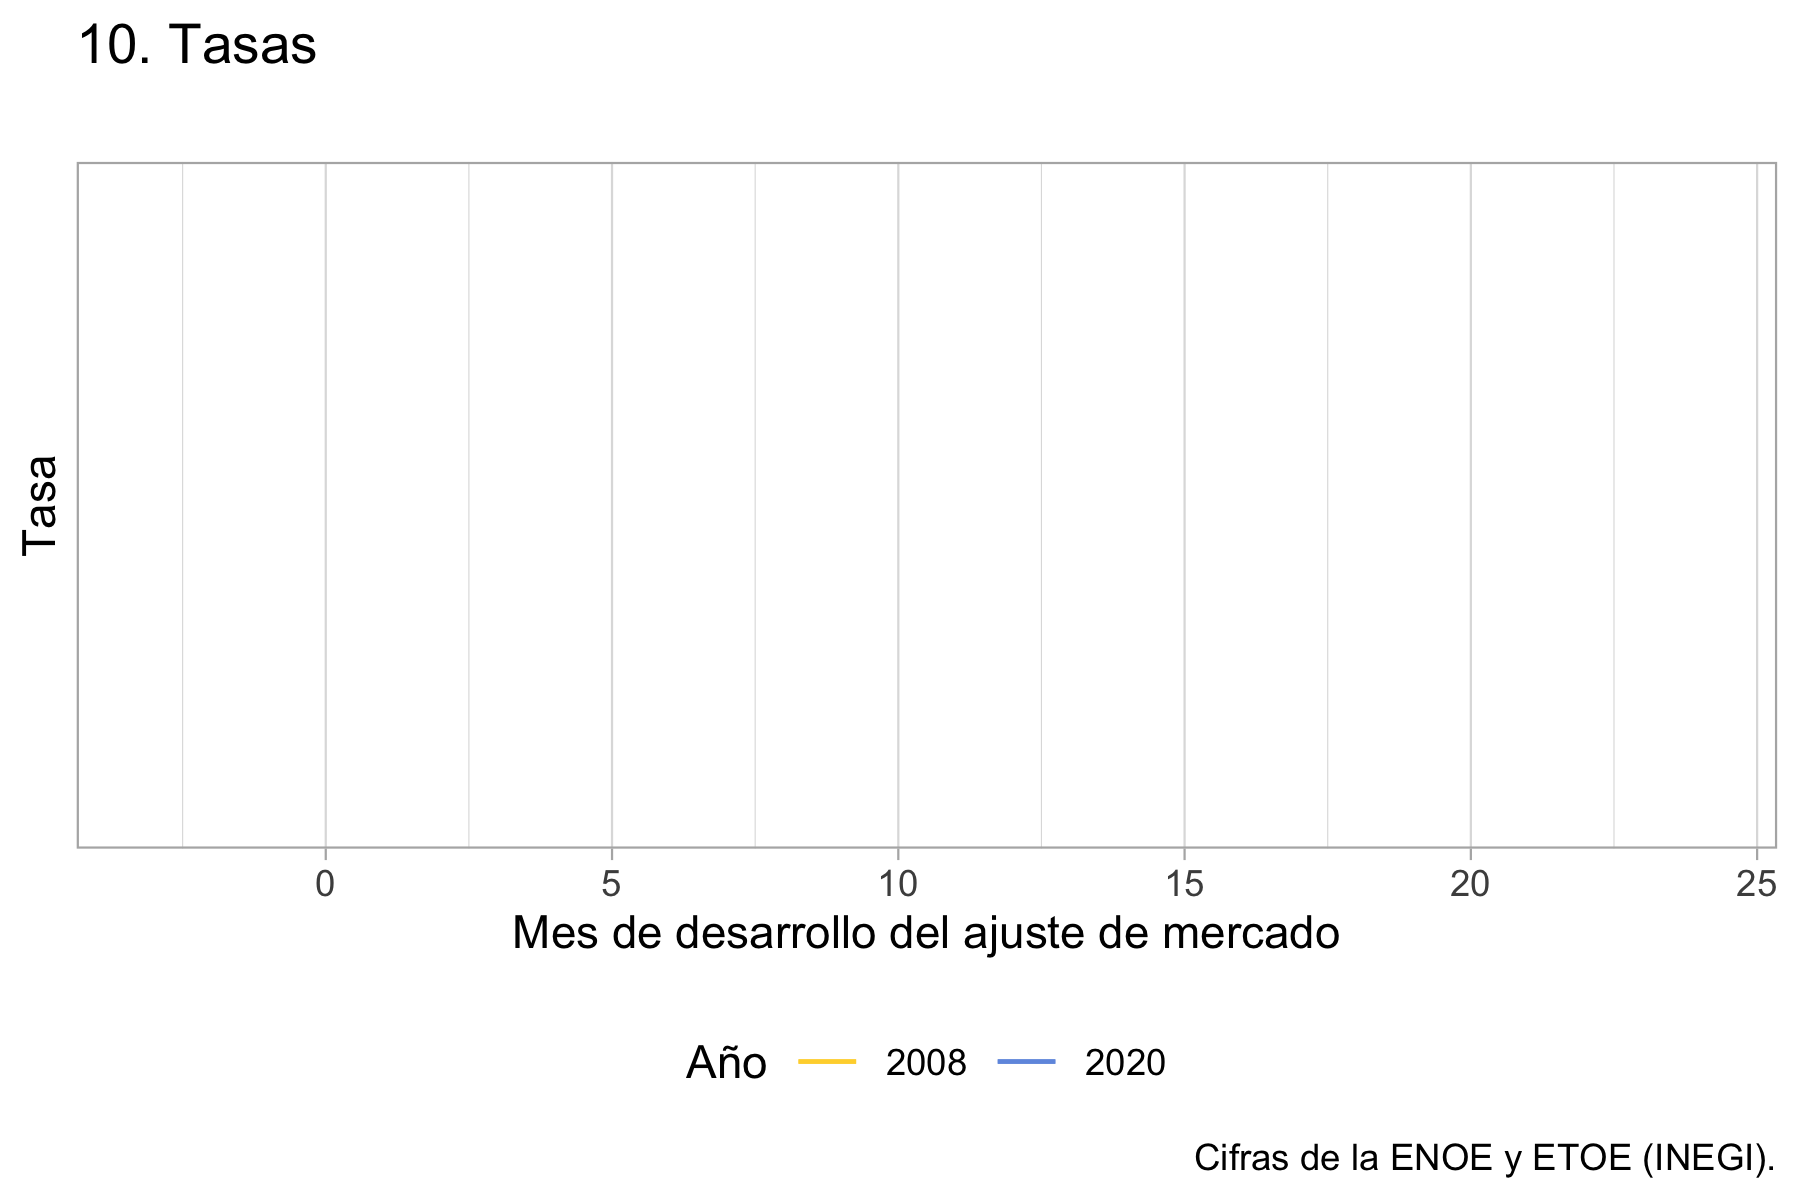 10. Tasas
Tasa
0 5 10 15 20 25
Mes de desarrollo del ajuste de mercado
Año 2008 2020
Cifras de la ENOE y ETOE (INEGI).